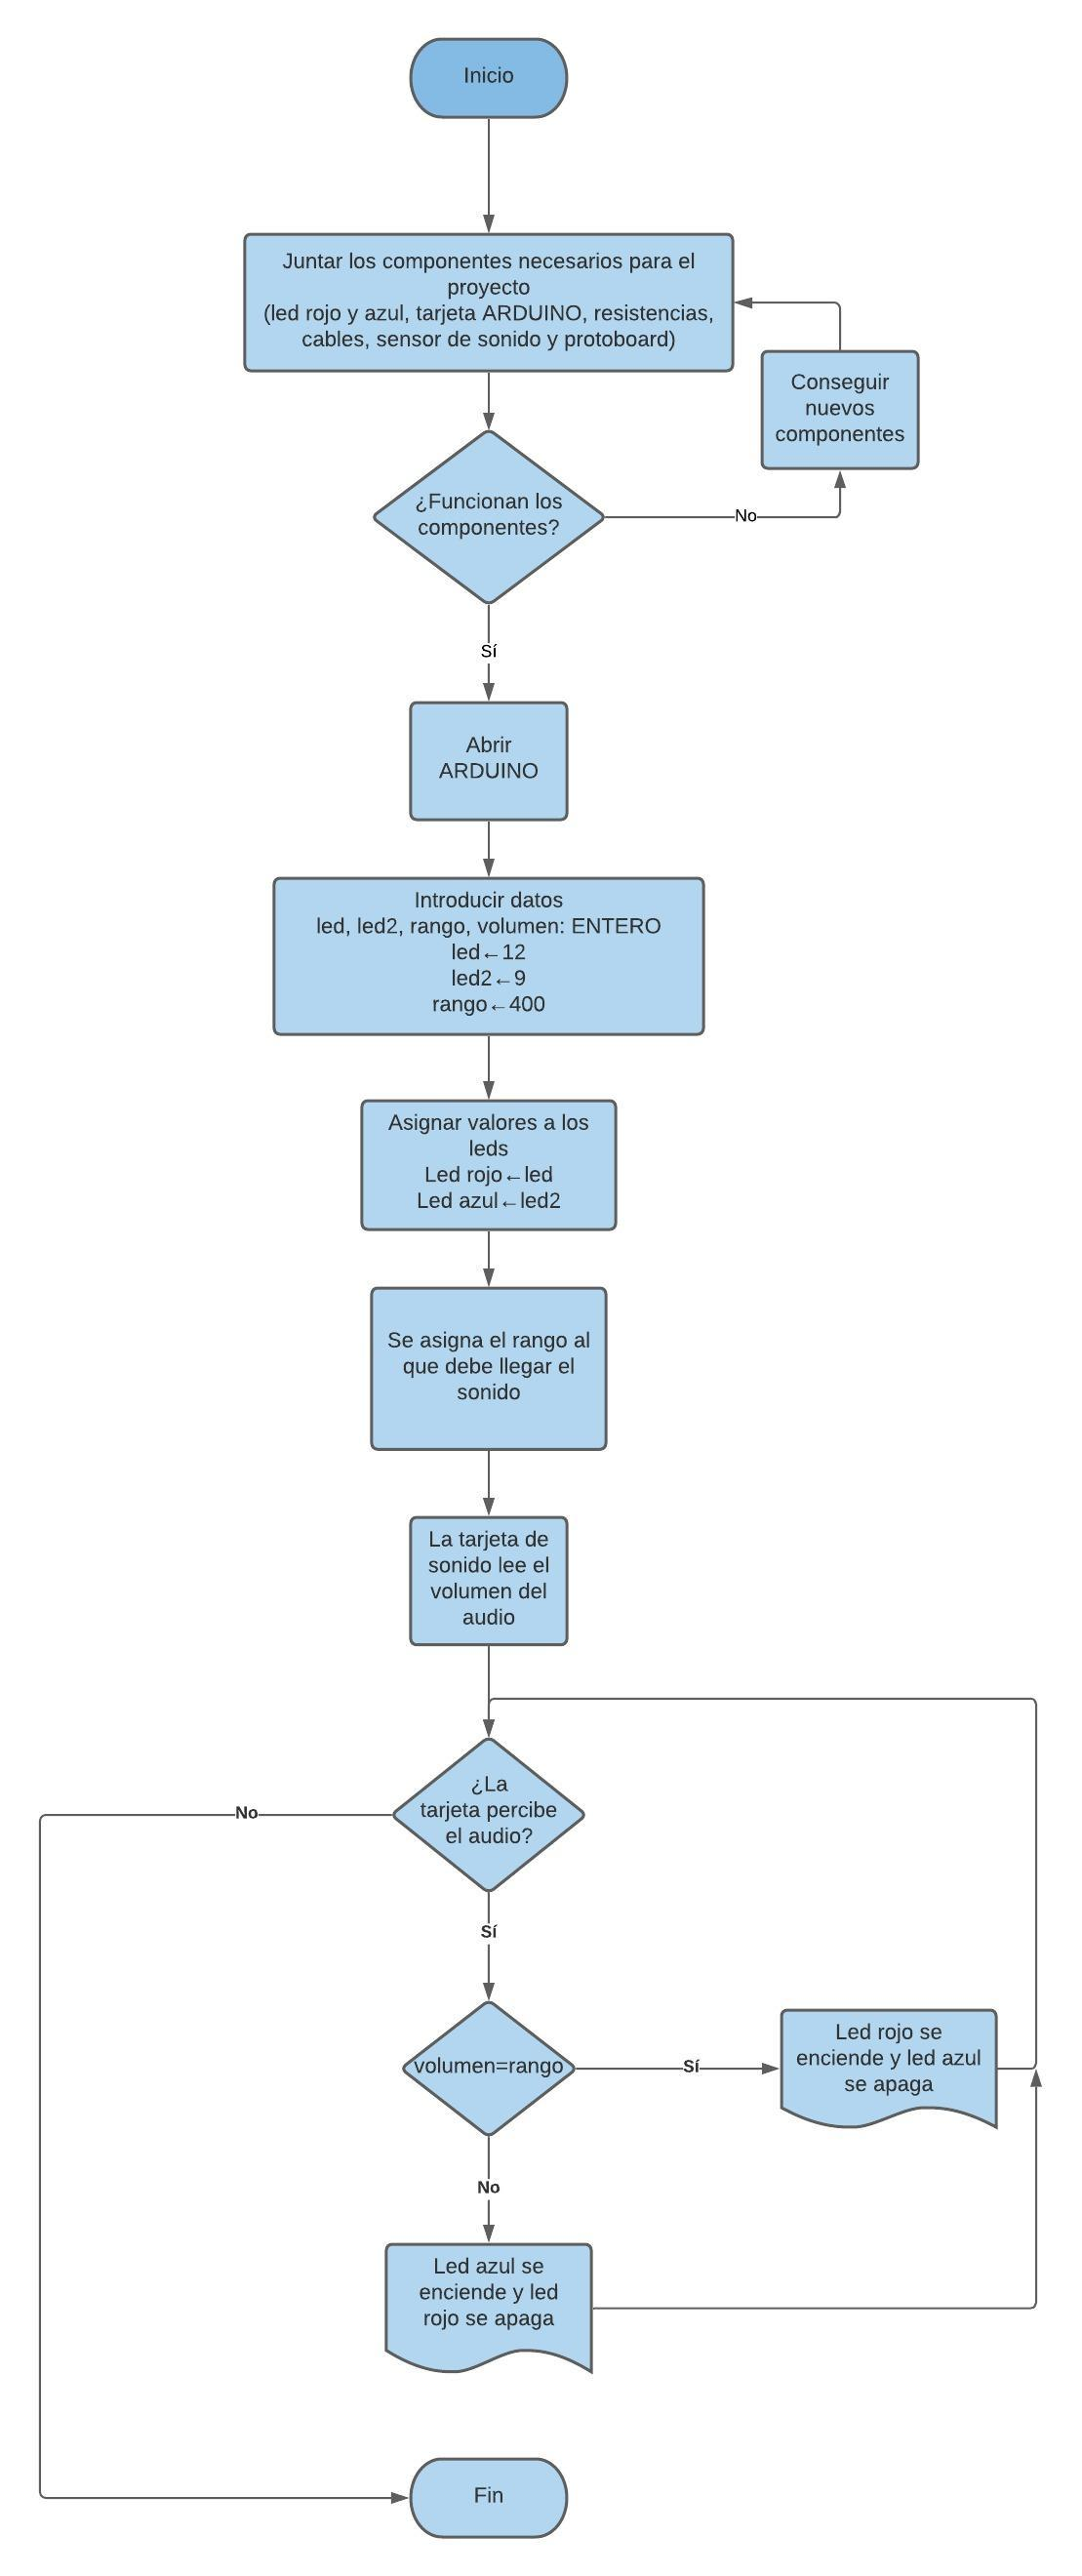 Inicio
Juntar los componentes necesarios para el
proyecto
(led rojo y azul, tarjeta ARDUINO, resistencias,
cables, sensor de sonido y protoboard)
Conseguir
nuevos
componentes
¿Funcionan los
componentes?
No
Sí
Abrir
ARDUINO
Introducir datos
led, led2, rango, volumen: ENTERO
led←12
led2←9
rango←400
Asignar valores a los
leds
Led rojo←led
Led azul←led2
Se asigna el rango al
que debe llegar el
sonido
La tarjeta de
sonido lee el
volumen del
audio
¿La
tarjeta percibe
el audio?
No
Sí
volumen=rango
Sí
Led rojo se
enciende y led azul
se apaga
No
Led azul se
enciende y led
rojo se apaga
Fin